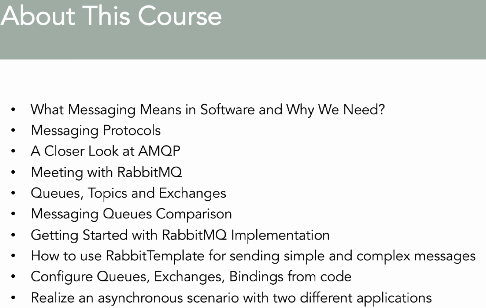 About This Course
• What Messaging Means in Software and Why We Need?
• Messaging Protocols
• A Closer Look at AMQP
• Meeting with RabbitMQ
• Queues, Topics and Exchanges
• Messaging Queues Comparison
• Getting Started with RabbitMQ Implementation
• How to use RabbitTemplate for sending simple and complex messages
• Configure Queues, Exchanges, Bindings from code
• Realize an asynchronous scenario with two different applications